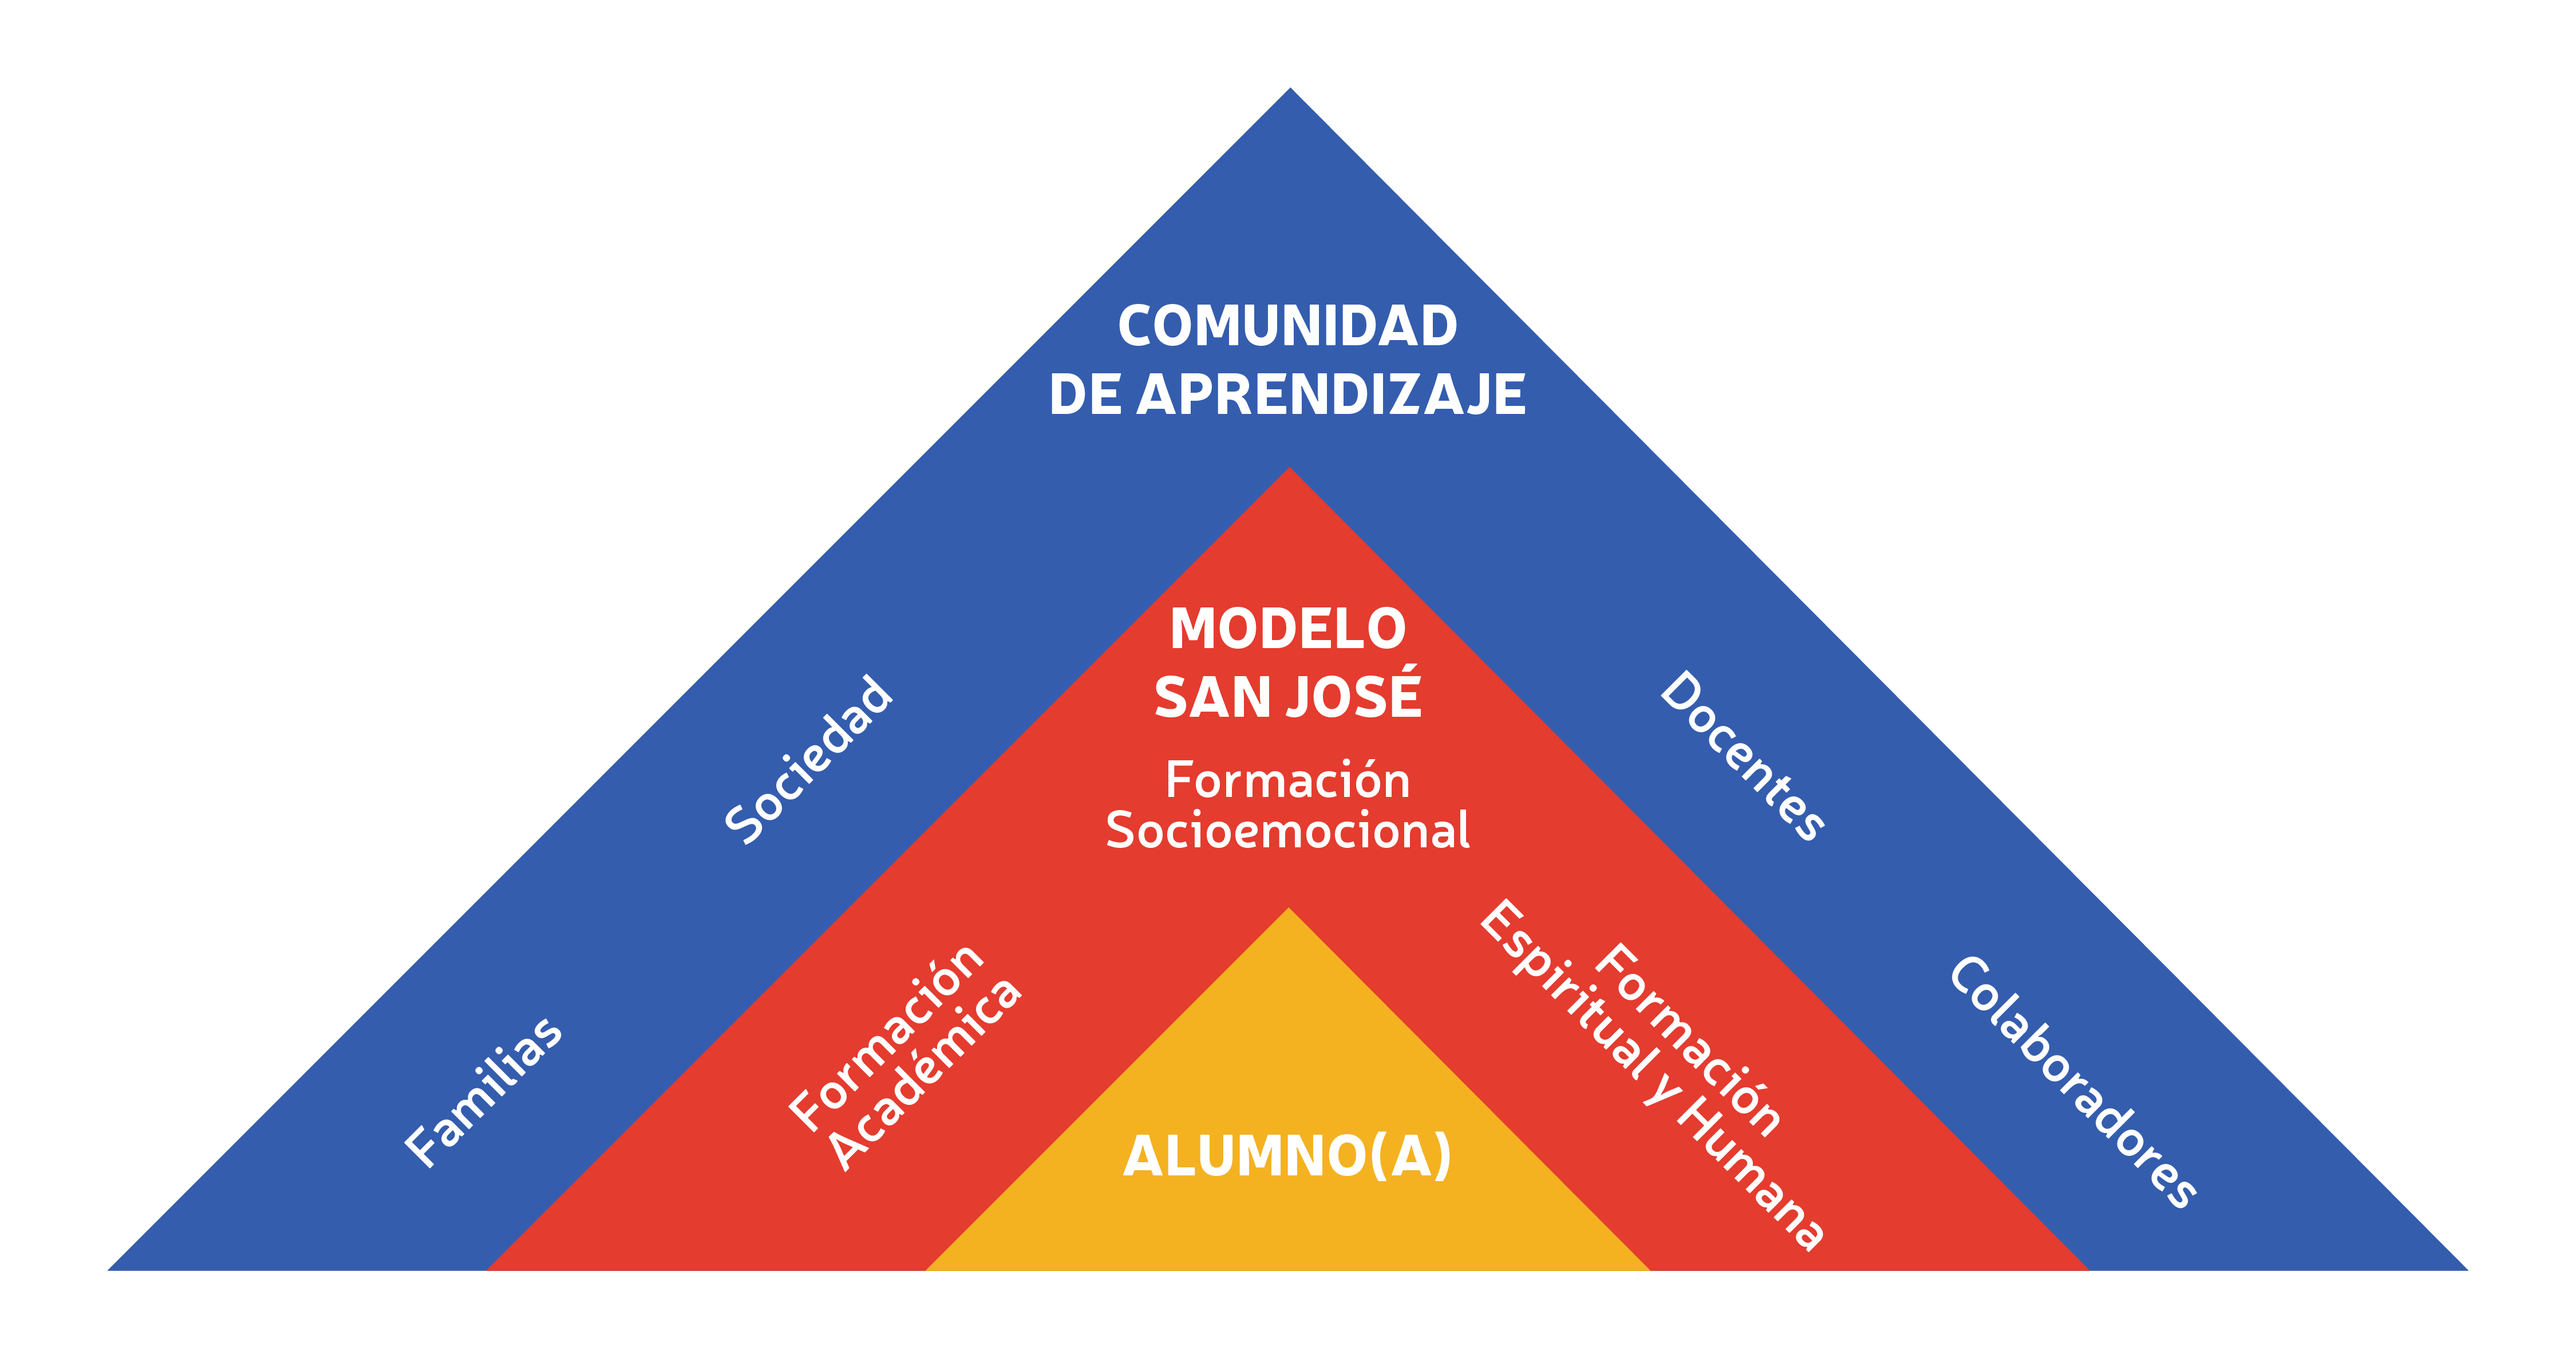 COMUNIDAD
DE APRENDIZAJE
Sociedad
Familias
Docentes
Colaboradores
MODELO
SAN JOSÉ
Formación
Socioemocional
Formación
Académica
Formación
Espiritual y Humana
ALUMNO(A)